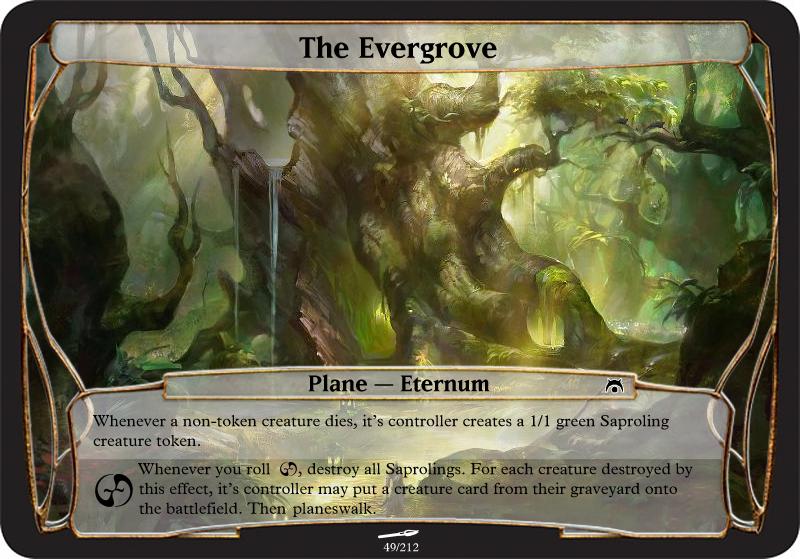 The Evergrove
Plane — Eternum
Whenever a non-token creature dies, it's controller creates a 1/1 green Saproling
creature token.
Whenever you roll , destroy all Saprolings. For each creature destroyed by
this effect, it's controller may put a creature card from their graveyard onto
the battlefield. Then planeswalk.
49/212